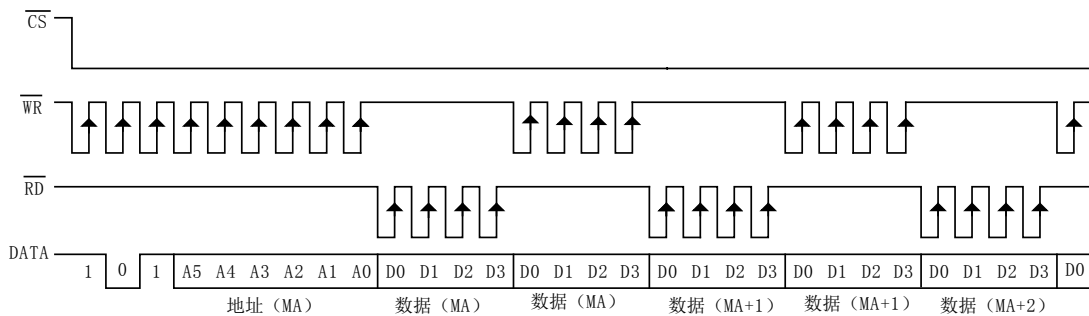 CS
WR
RD
DATA
1 0 1 A5 A4 A3 A2 A1 A0 D0 D1 D2 D3 D0 D1 D2 D3 D0 D1 D2 D3 D0 D1 D2 D3 D0 D1 D2 D3 D0
地址（MA） 数据（MA） 数据（MA） 数据（MA+1） 数据（MA+1） 数据（MA+2）